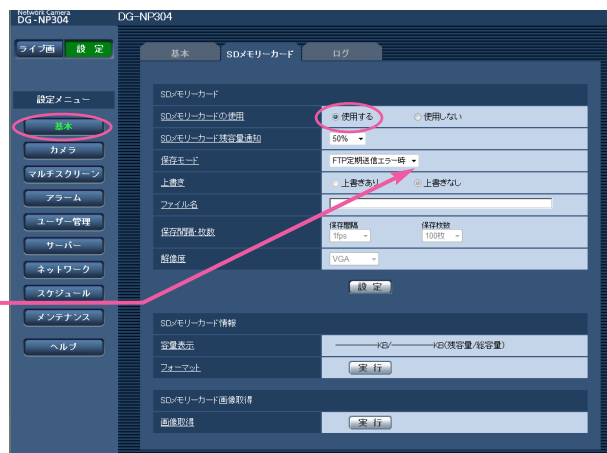 Network Camera
DG-NP304
DG-NP304
ライブ画 設 定
設定メニュー
基本
カメラ
マルチスクリーン
アラーム
ユーザー管理
サーバー
ネットワーク
スケジュール
メンテナンス
ヘルプ
基本 SDメモリーカード ログ
SDメモリーカード
SDメモリーカードの使用 使用する 使用しない
SDメモリーカード残容量通知 50%
保存モード FTP定期送信エラー時
上書き 上書きあり 上書きなし
ファイル名
保存間隔・枚数 保存間隔 保存枚数
1fps 100枚
解像度 VGA
設 定
SDメモリーカード情報
容量表示 ――――KB/――――KB(残容量/総容量)
フォーマット 実 行
SDメモリーカード画像取得
画像取得 実 行